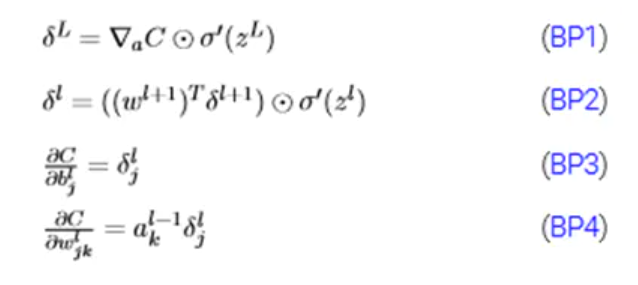 δ^L = ∇_a C ⊙ σ′(z^L) (BP1)
δ^l = ((w^{l+1})^T δ^{l+1}) ⊙ σ′(z^l) (BP2)
∂C/∂b^l_j = δ^l_j (BP3)
∂C/∂w^l_{jk} = a^{l−1}_k δ^l_j (BP4)